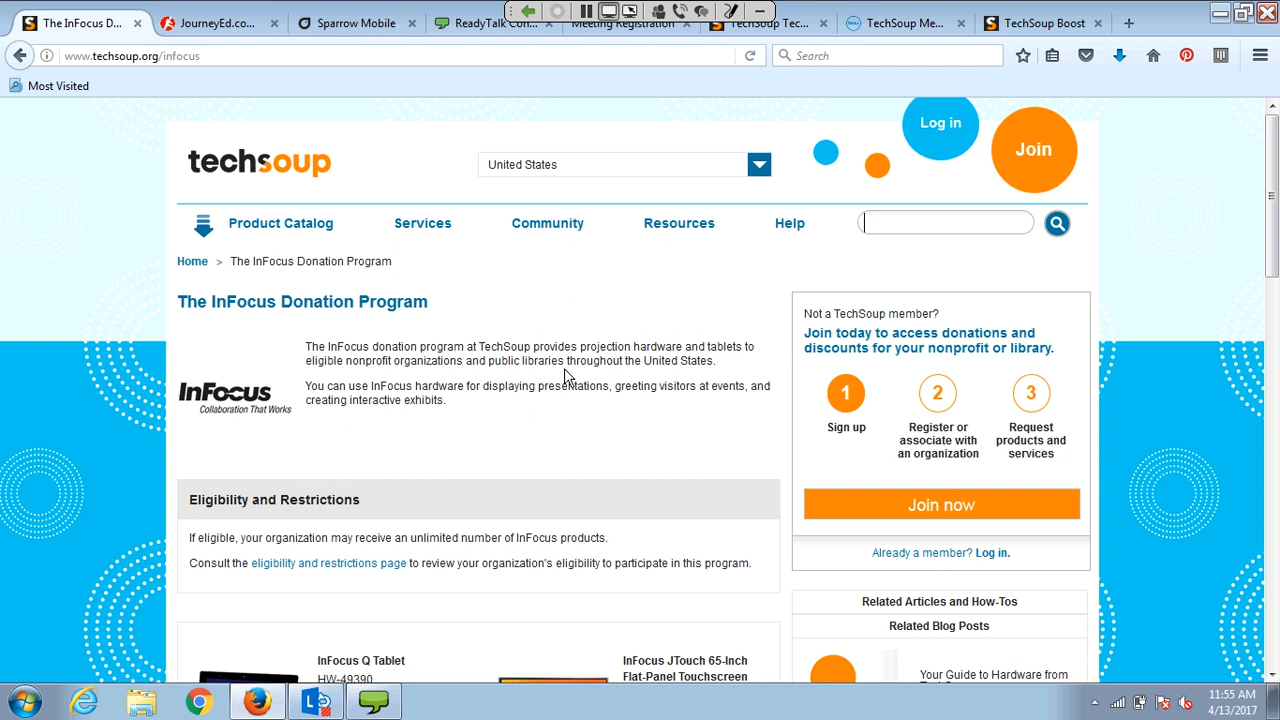 The InFocus D...
JourneyEd.co...
Sparrow Mobile
ReadyTalk Con...
Meeting Registration
TechSoup Tec...
TechSoup Me...
TechSoup Boost
www.techsoup.org/infocus
Search
Most Visited
techsoup
United States
Log in
Join
Product Catalog
Services
Community
Resources
Help
Home > The InFocus Donation Program
The InFocus Donation Program
InFocus
Collaboration That Works
The InFocus donation program at TechSoup provides projection hardware and tablets to
eligible nonprofit organizations and public libraries throughout the United States.
You can use InFocus hardware for displaying presentations, greeting visitors at events, and
creating interactive exhibits.
Eligibility and Restrictions
If eligible, your organization may receive an unlimited number of InFocus products.
Consult the eligibility and restrictions page to review your organization's eligibility to participate in this program.
InFocus Q Tablet
HW-49390
InFocus JTouch 65-Inch
Flat-Panel Touchscreen
Not a TechSoup member?
Join today to access donations and
discounts for your nonprofit or library.
1
Sign up
2
Register or
associate with
an organization
3
Request
products and
services
Join now
Already a member? Log in.
Related Articles and How-Tos
Related Blog Posts
Your Guide to Hardware from
11:55 AM
4/13/2017